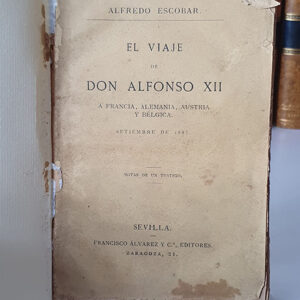 ALFREDO ESCOBAR.
EL VIAJE
DE
DON ALFONSO XII
A FRANCIA, ALEMANIA, AUSTRIA
Y BÉLGICA.
SETIEMBRE DE
NOTAS DE UN TESTIGO.
SEVILLA.
FRANCISCO ALVAREZ Y C.ª, EDITORES.
ZARAGOZA, 21.